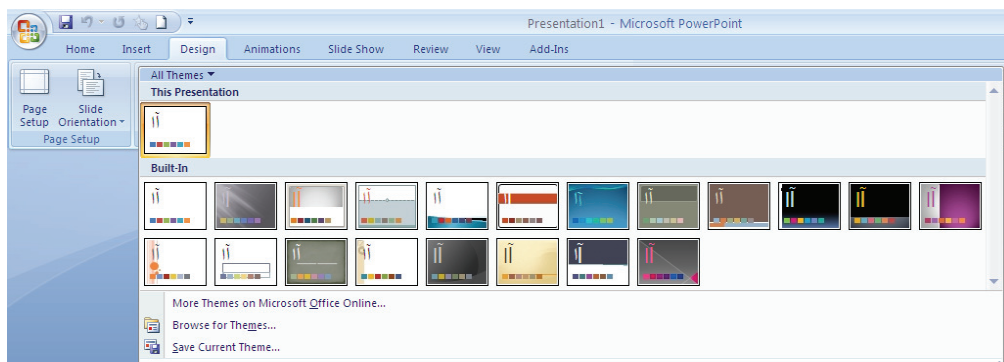 Presentation1 - Microsoft PowerPoint
Home Insert Design Animations Slide Show Review View Add-Ins
All Themes
This Presentation
Page Setup
Slide Orientation
Page Setup
Built-In
More Themes on Microsoft Office Online...
Browse for Themes...
Save Current Theme...